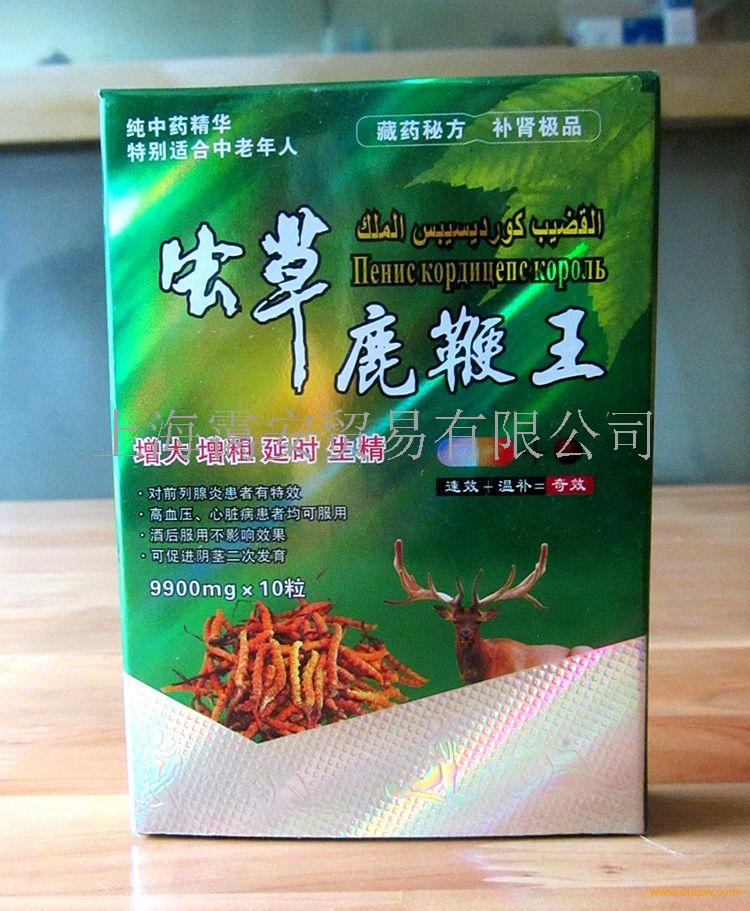 纯中药精华
特别适合中老年人
藏药秘方 补肾极品
القضيب كورديسيبس الملك
Пенис кордицепс король
虫草
鹿鞭王
上海霭安贸易有限公司
增大 增粗 延时 生精
速效+温补=奇效
·对前列腺炎患者有特效
·高血压、心脏病患者均可服用
·酒后服用不影响效果
·可促进阴茎二次发育
9900mg×10粒